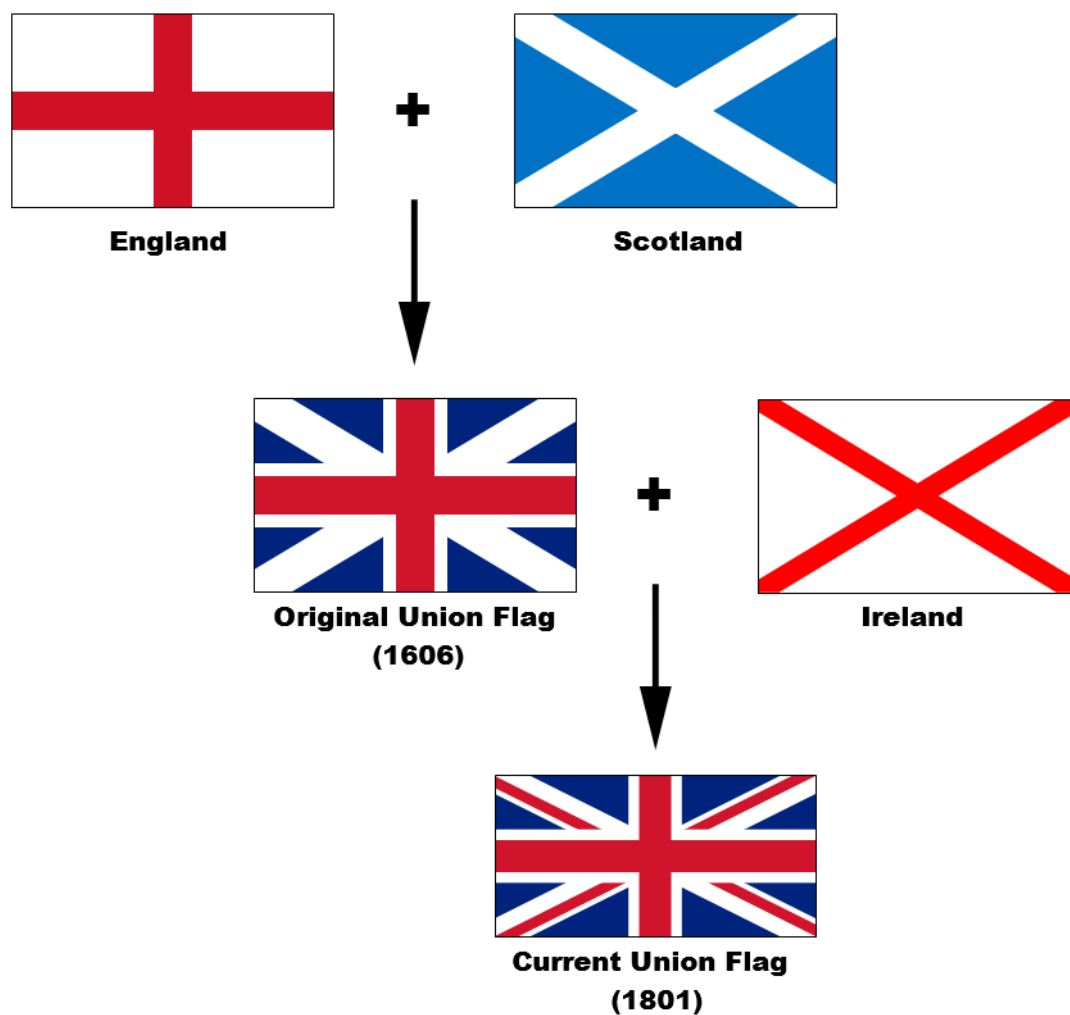 England
Scotland
Original Union Flag
(1606)
Ireland
Current Union Flag
(1801)